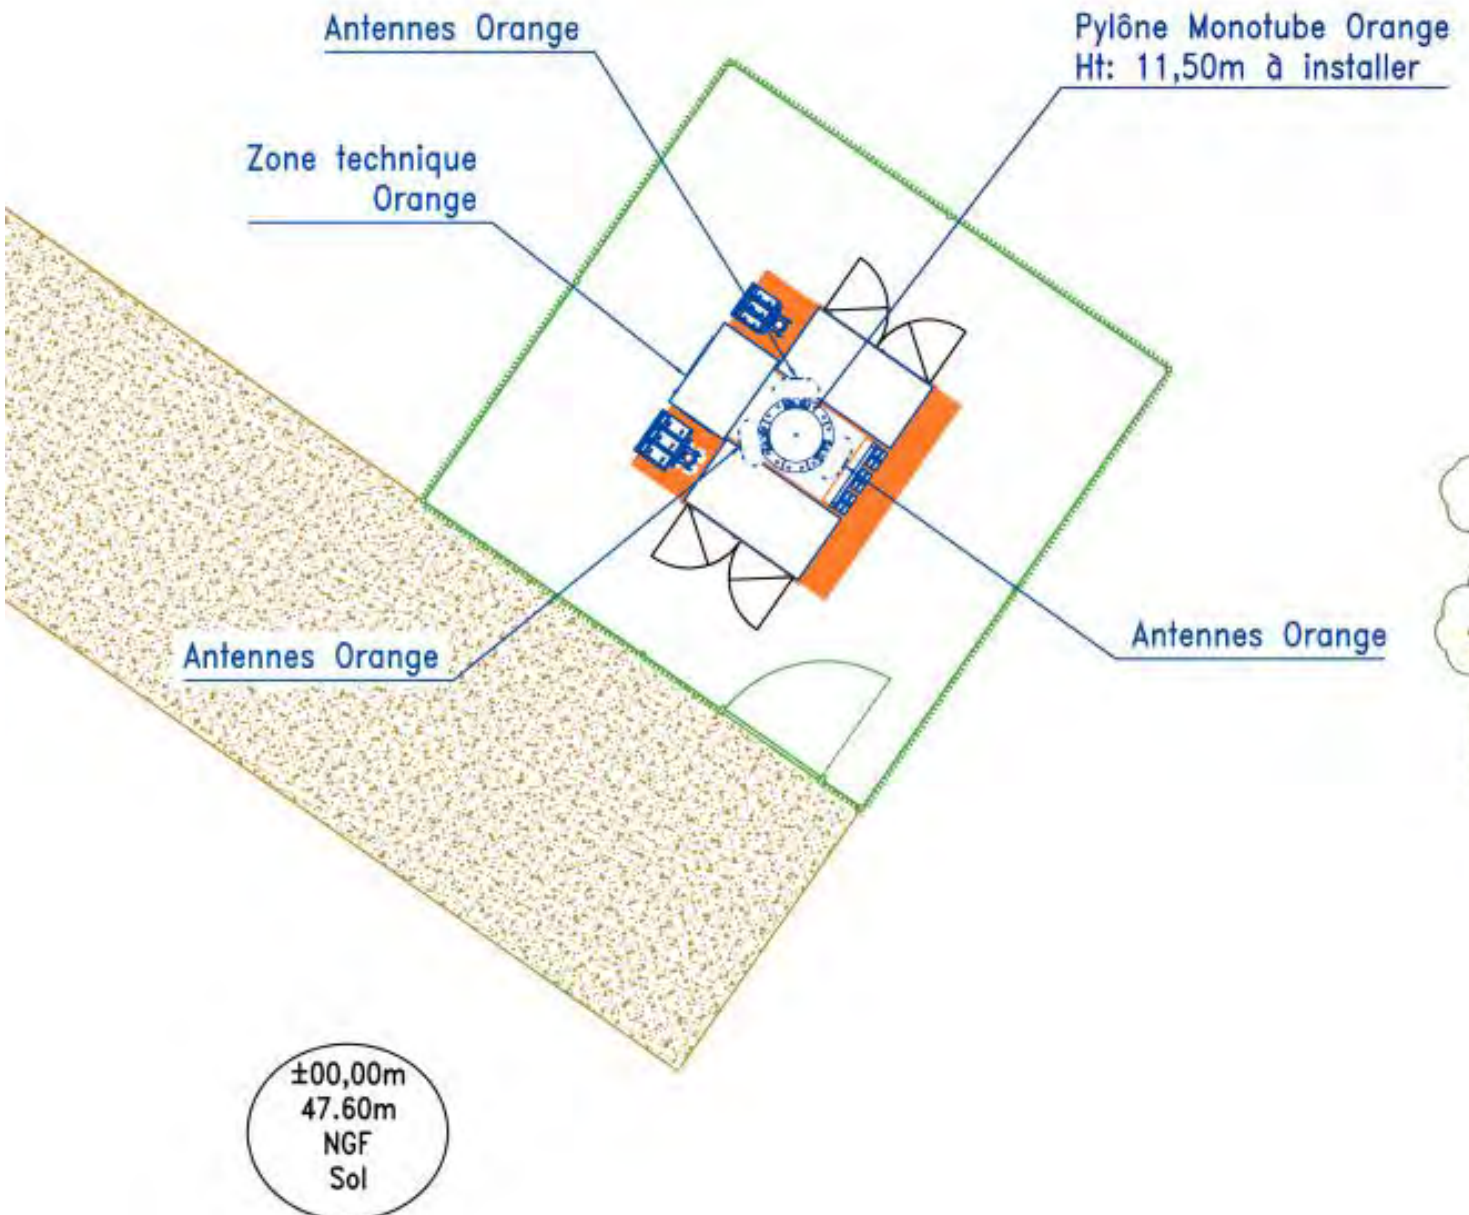 Antennes Orange
Pylône Monotube Orange
Ht: 11,50m à installer
Zone technique
Orange
Antennes Orange
Antennes Orange
±00,00m
47.60m
NGF
Sol